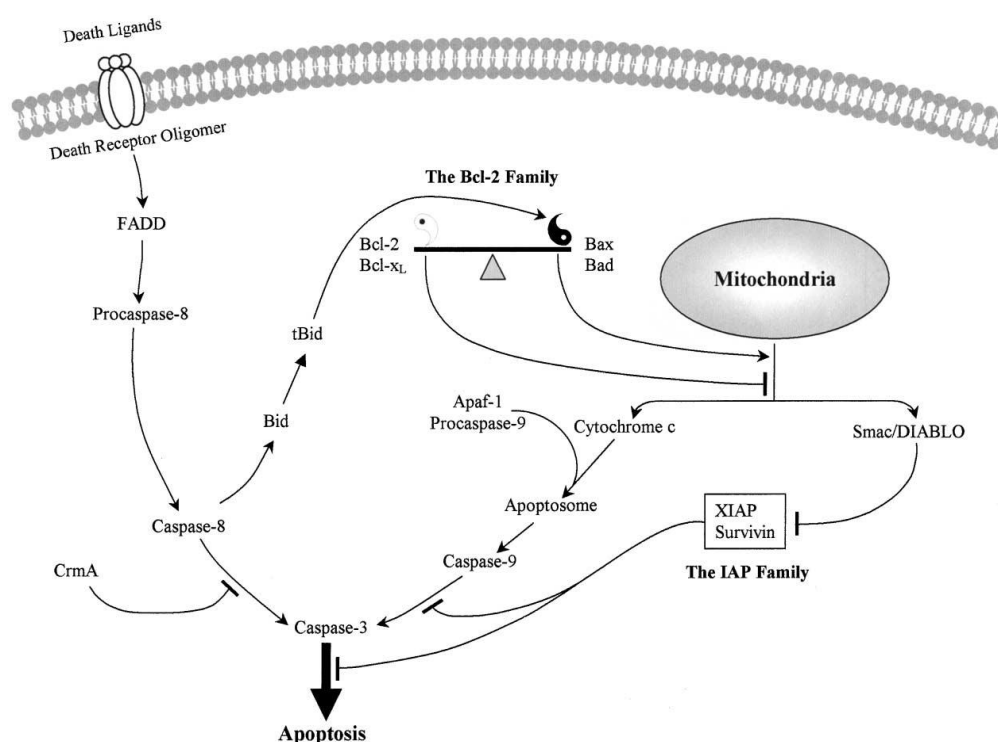 Death Ligands
Death Receptor Oligomer
The Bcl-2 Family
FADD
Bcl-2
Bcl-xL
Bax
Bad
Mitochondria
Procaspase-8
tBid
Apaf-1
Procaspase-9
Cytochrome c
Smac/DIABLO
Bid
Apoptosome
XIAP
Survivin
Caspase-8
Caspase-9
The IAP Family
CrmA
Caspase-3
Apoptosis